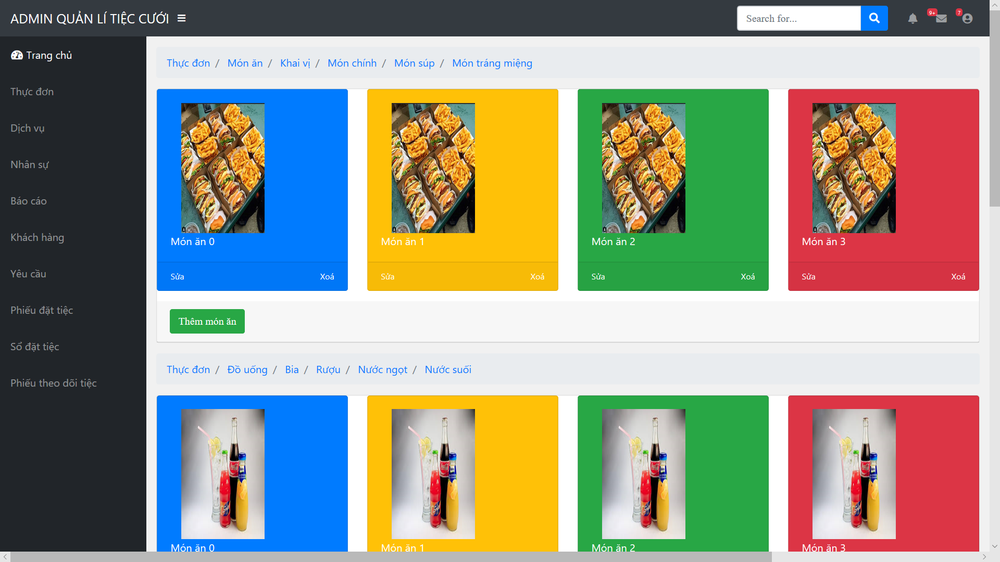 ADMIN QUẢN LÍ TIỆC CƯỚI
Search for...
9+
7
Trang chủ
Thực đơn
Dịch vụ
Nhân sự
Báo cáo
Khách hàng
Yêu cầu
Phiếu đặt tiệc
Sổ đặt tiệc
Phiếu theo dõi tiệc
Thực đơn / Món ăn / Khai vị / Món chính / Món súp / Món tráng miệng
Món ăn 0
Món ăn 1
Món ăn 2
Món ăn 3
Sửa Xoá
Sửa Xoá
Sửa Xoá
Sửa Xoá
Thêm món ăn
Thực đơn / Đồ uống / Bia / Rượu / Nước ngọt / Nước suối
Món ăn 0
Món ăn 1
Món ăn 2
Món ăn 3